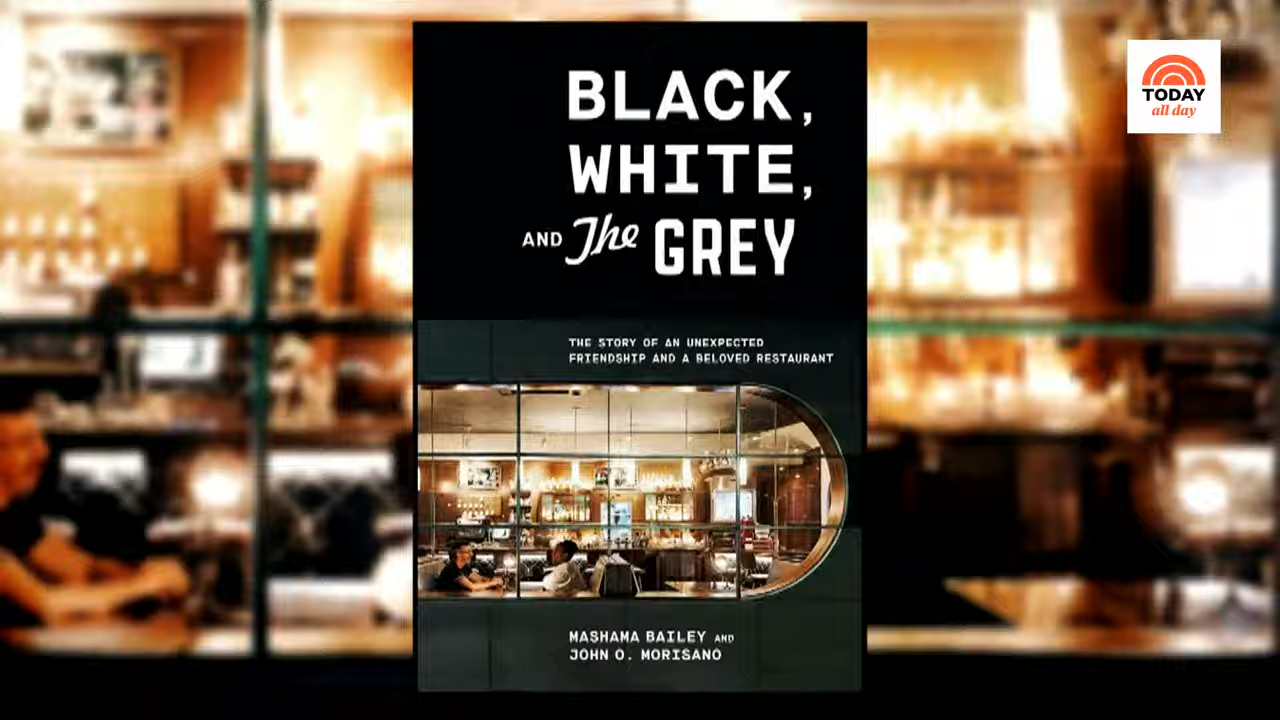 BLACK,
WHITE,
AND The GREY
THE STORY OF AN UNEXPECTED
FRIENDSHIP AND A BELOVED RESTAURANT
MASHAMA BAILEY AND
JOHN O. MORISANO
TODAY
all day